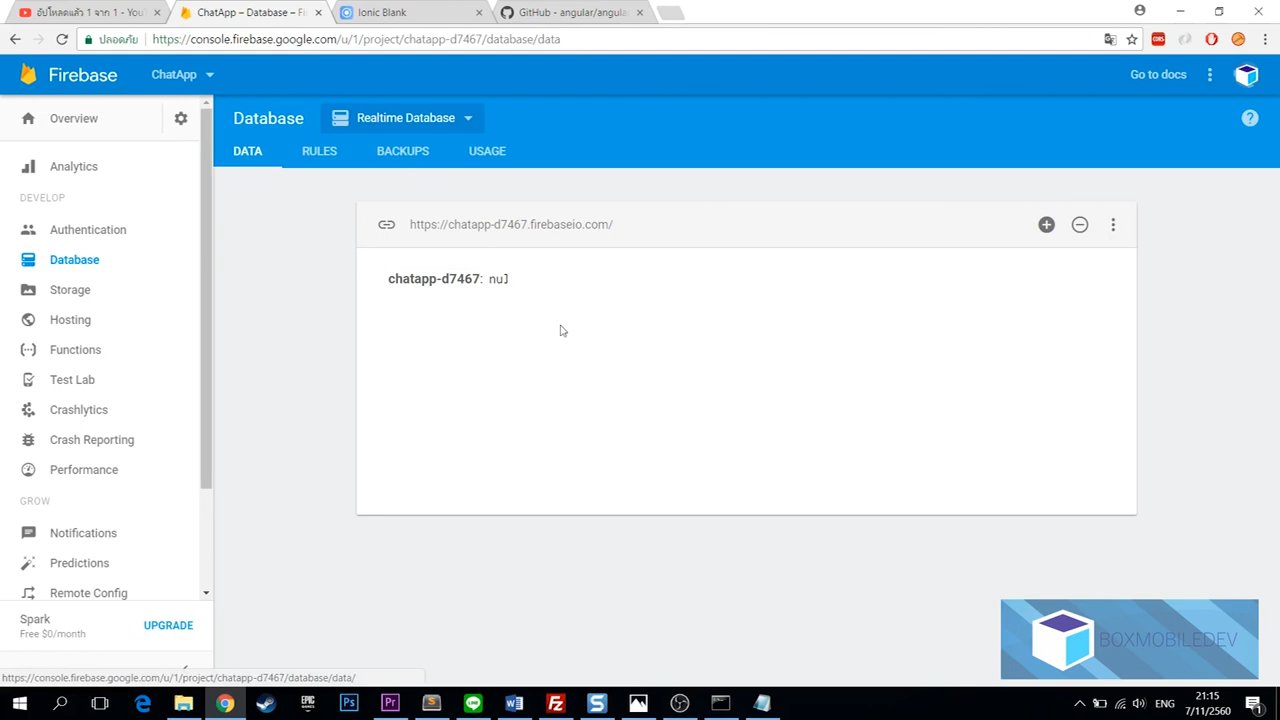 อัปโหลดแล้ว 1 จาก 1 - You
ChatApp – Database – Fi
Ionic Blank
GitHub - angular/angular
ปลอดภัย
https://console.firebase.google.com/u/1/project/chatapp-d7467/database/data
Firebase
ChatApp
Go to docs
Overview
Database
Realtime Database
DATA
RULES
BACKUPS
USAGE
Analytics
DEVELOP
Authentication
Database
Storage
Hosting
Functions
Test Lab
Crashlytics
Crash Reporting
Performance
GROW
Notifications
Predictions
Remote Config
Spark
Free $0/month
UPGRADE
https://chatapp-d7467.firebaseio.com/
chatapp-d7467: nul
BOXMOBILEDEV
https://console.firebase.google.com/u/1/project/chatapp-d7467/database/data/
ENG
21:15
7/11/2560